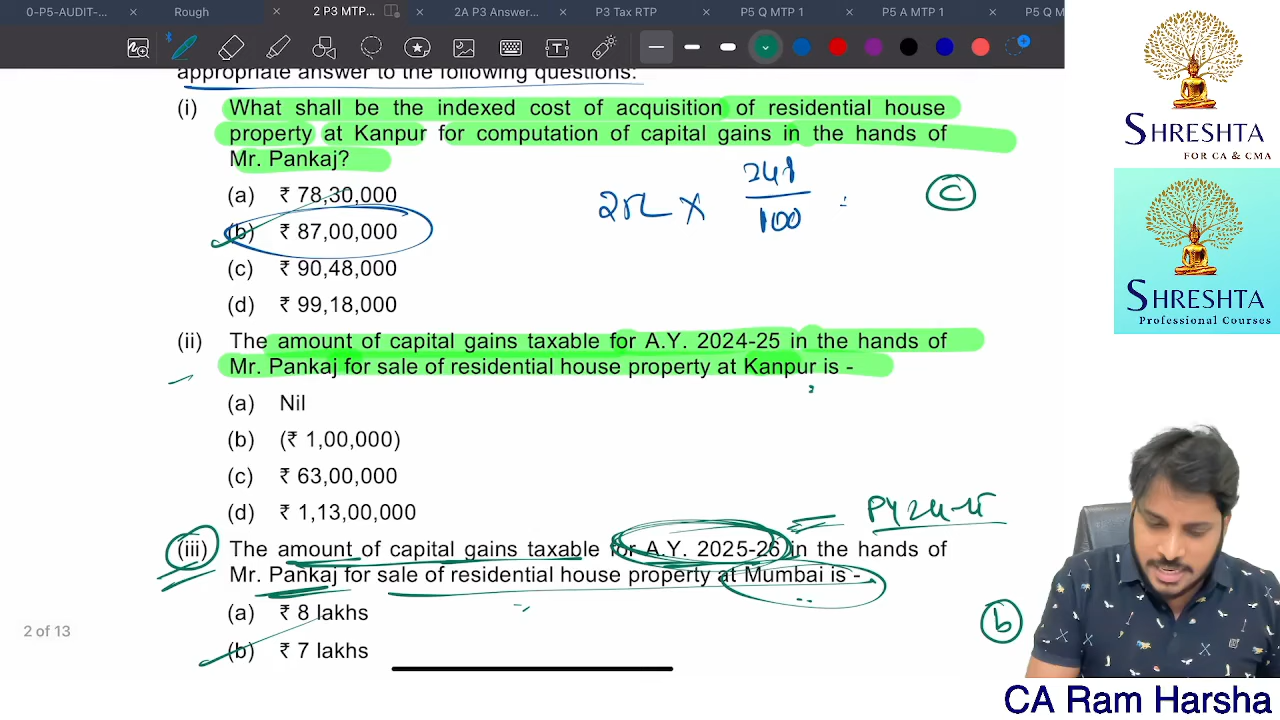 0-P5-AUDIT-... × Rough × 2 P3 MTP... × 2A P3 Answer... × P3 Tax RTP × P5 Q MTP 1 × P5 A MTP 1 × P5 Q M
appropriate answer to the following questions:
(i) What shall be the indexed cost of acquisition of residential house
property at Kanpur for computation of capital gains in the hands of
Mr. Pankaj?
(a) ₹ 78,30,000
(b) ₹ 87,00,000
(c) ₹ 90,48,000
(d) ₹ 99,18,000
100
C
(ii) The amount of capital gains taxable for A.Y. 2024-25 in the hands of
Mr. Pankaj for sale of residential house property at Kanpur is -
(a) Nil
(b) (₹ 1,00,000)
(c) ₹ 63,00,000
(d) ₹ 1,13,00,000
PY 24-25
(iii) The amount of capital gains taxable for A.Y. 2025-26 in the hands of
Mr. Pankaj for sale of residential house property at Mumbai is -
(a) ₹ 8 lakhs
(b) ₹ 7 lakhs
b
2 of 13
SHRESHTA
FOR CA & CMA
SHRESHTA
Professional Courses
CA Ram Harsha